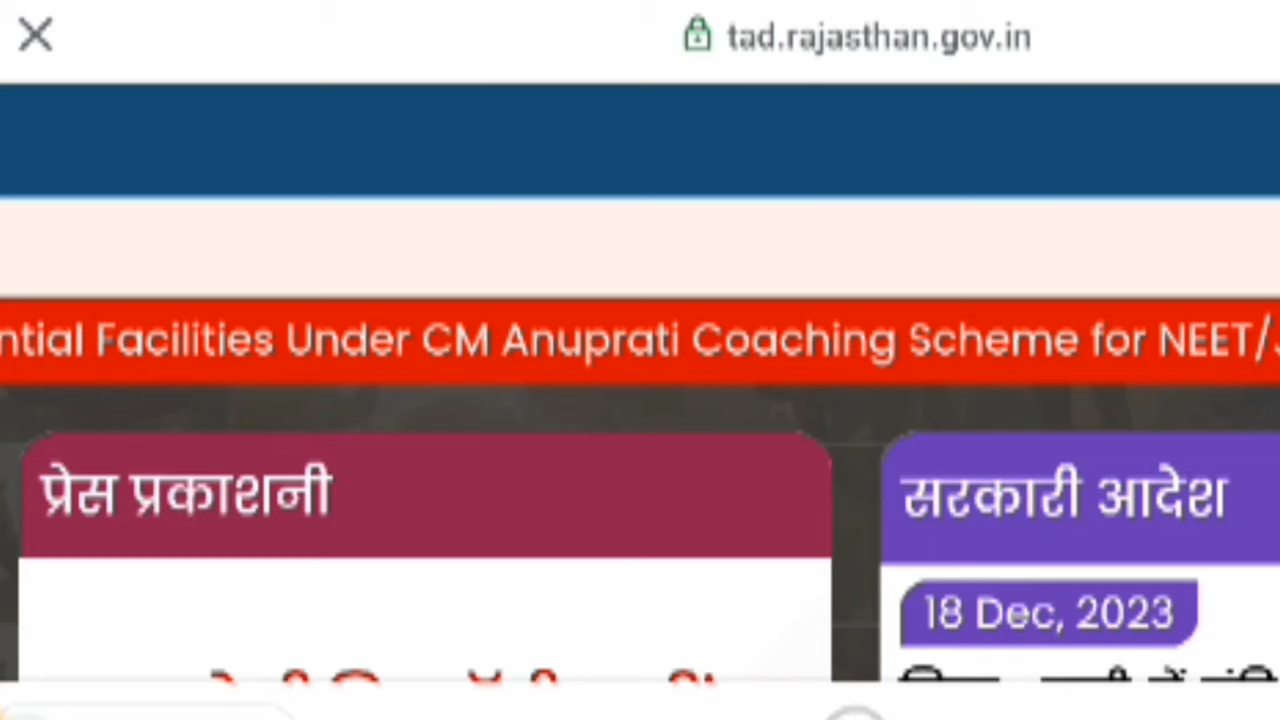 tad.rajasthan.gov.in
ntial Facilities Under CM Anuprati Coaching Scheme for NEET/
प्रेस प्रकाशनी
सरकारी आदेश
18 Dec, 2023